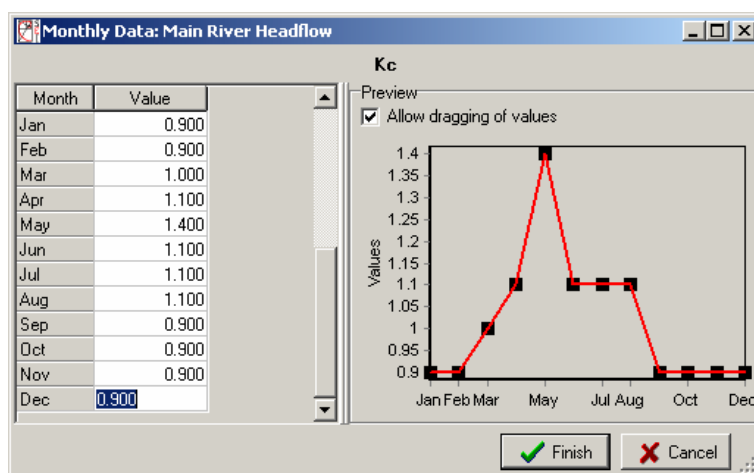 Monthly Data: Main River Headflow
Kc
Month Value
Jan 0.900
Feb 0.900
Mar 1.000
Apr 1.100
May 1.400
Jun 1.100
Jul 1.100
Aug 1.100
Sep 0.900
Oct 0.900
Nov 0.900
Dec 0.900
Preview
Allow dragging of values
Values
1.4
1.35
1.3
1.25
1.2
1.15
1.1
1.05
1
0.95
0.9
Jan Feb Mar May Jul Aug Oct Dec
Finish Cancel